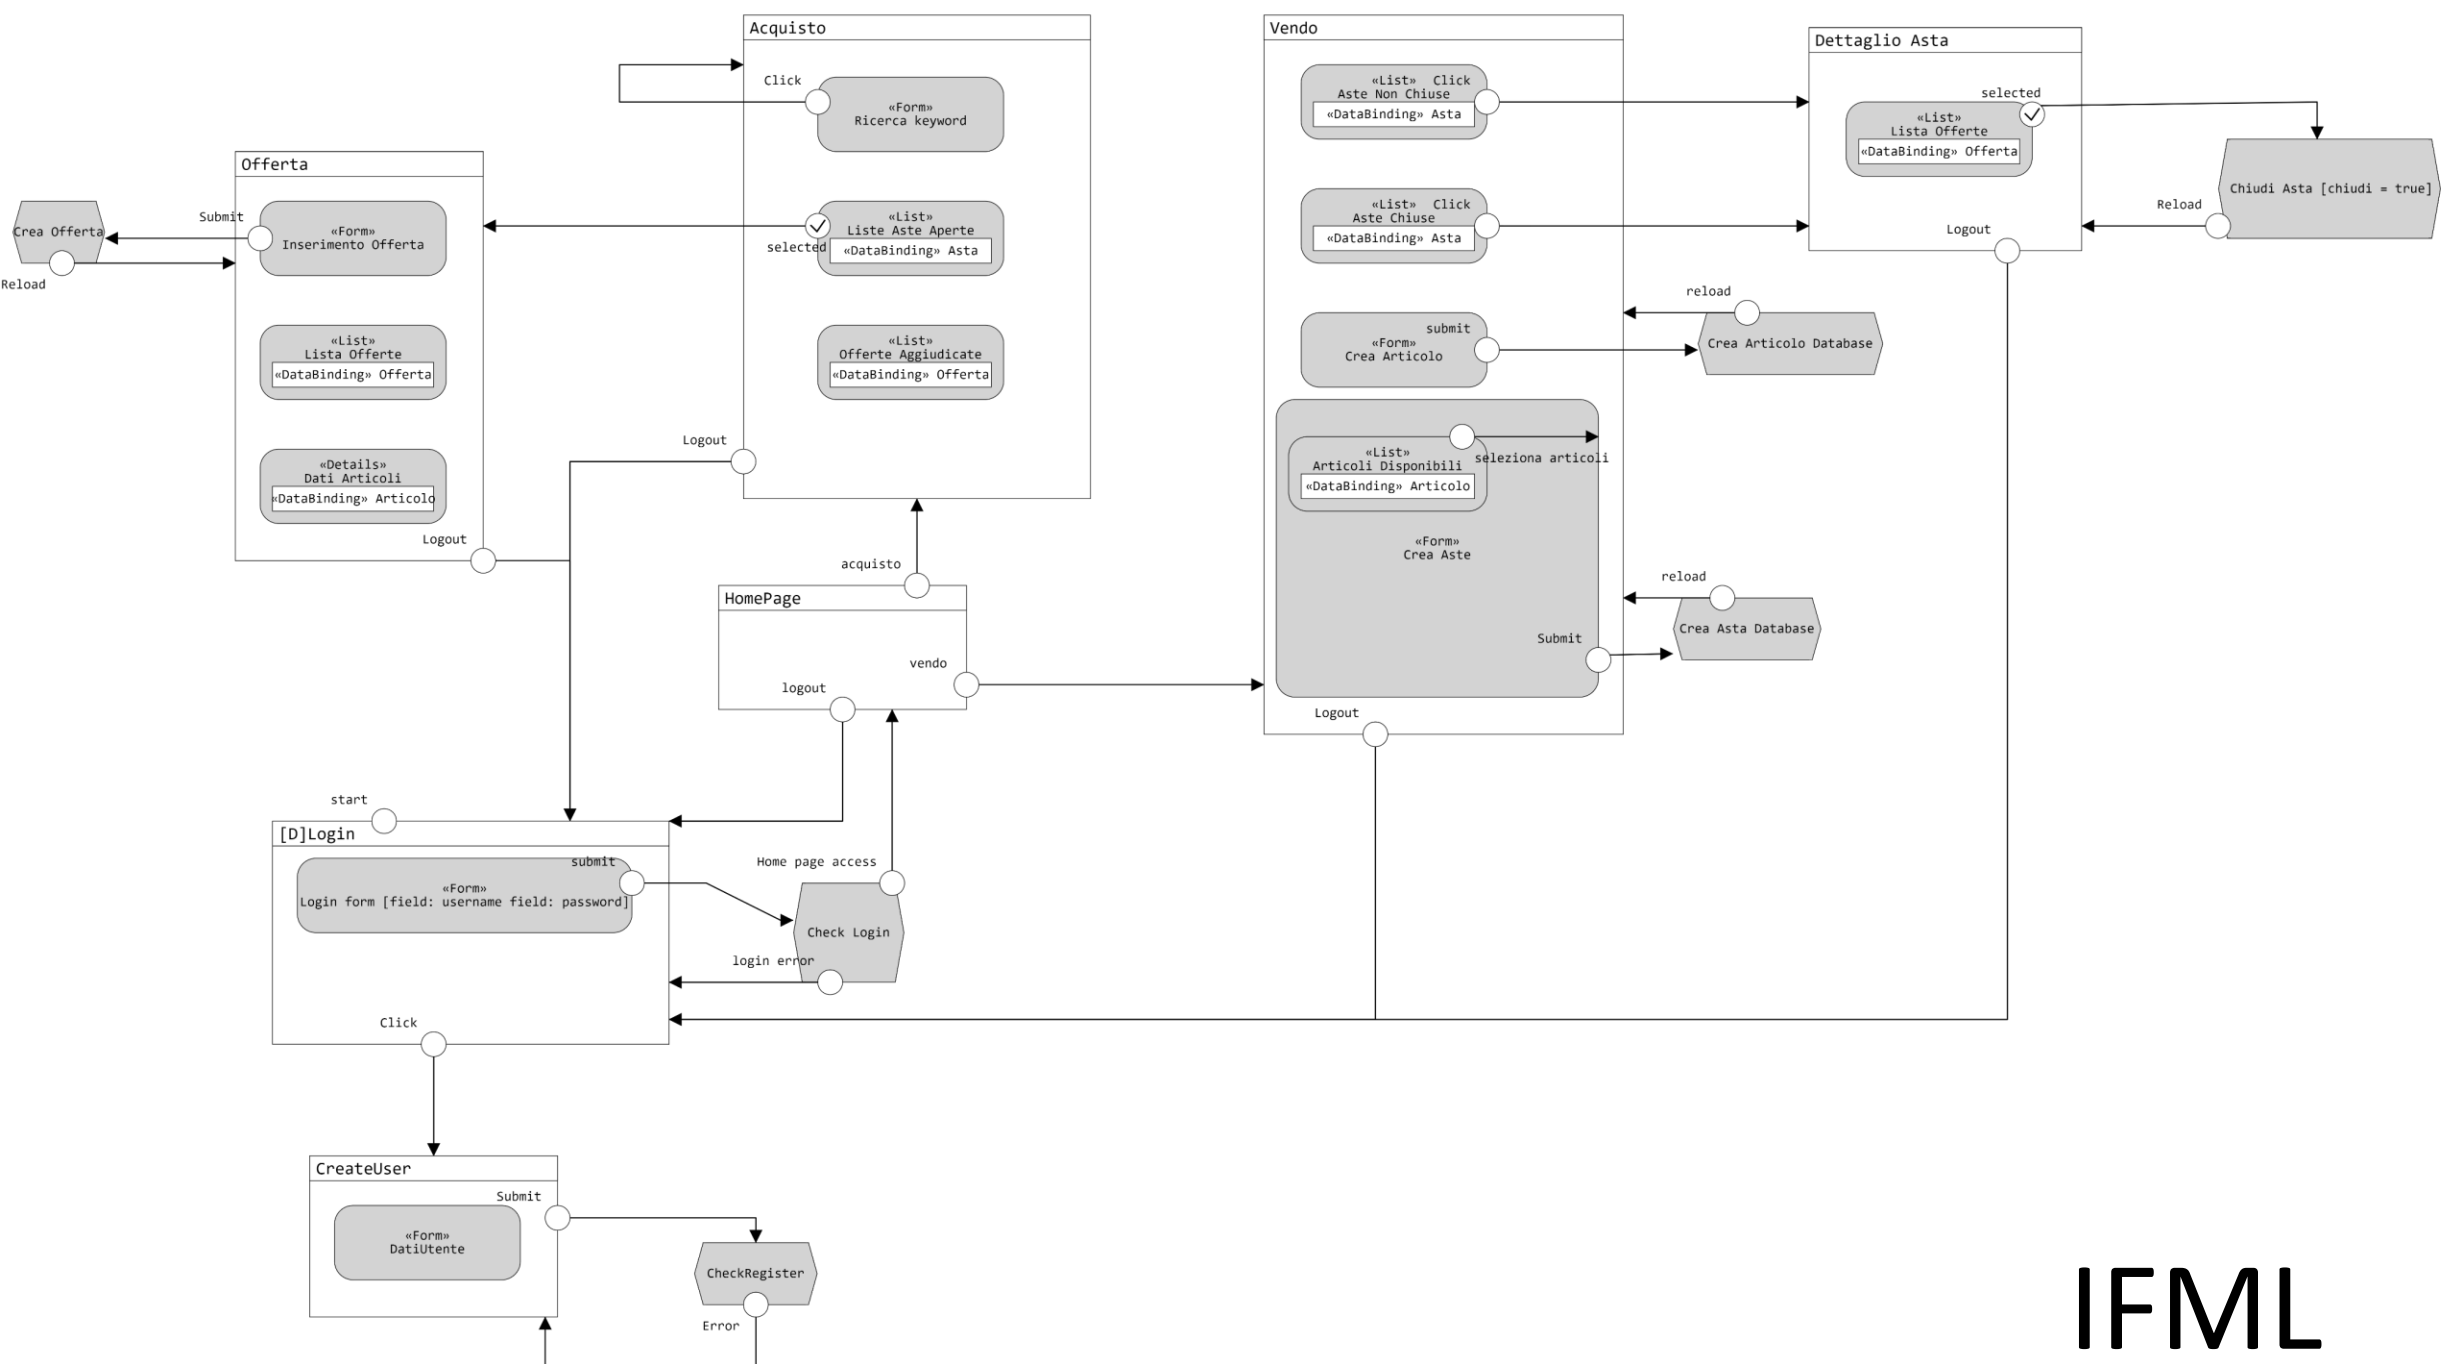 Acquisto
Click
«Form»
Ricerca keyword
«List»
Liste Aste Aperte
selected
«DataBinding» Asta
«List»
Offerte Aggiudicate
«DataBinding» Offerta
Logout
Vendo
«List» Click
Aste Non Chiuse
«DataBinding» Asta
«List» Click
Aste Chiuse
«DataBinding» Asta
submit
«Form»
Crea Articolo
«List»
seleziona articoli
Articoli Disponibili
«DataBinding» Articolo
«Form»
Crea Aste
Submit
Logout
Dettaglio Asta
selected
«List»
Lista Offerte
«DataBinding» Offerta
Logout
Chiudi Asta [chiudi = true]
Reload
reload
Crea Articolo Database
reload
Crea Asta Database
Offerta
Submit
Crea Offerta
Reload
«Form»
Inserimento Offerta
«List»
Lista Offerte
«DataBinding» Offerta
«Details»
Dati Articoli
«DataBinding» Articolo
Logout
acquisto
HomePage
vendo
logout
start
[D]Login
submit
«Form»
Login form [field: username field: password]
Home page access
Check Login
login error
Click
CreateUser
Submit
«Form»
DatiUtente
CheckRegister
Error
IFML